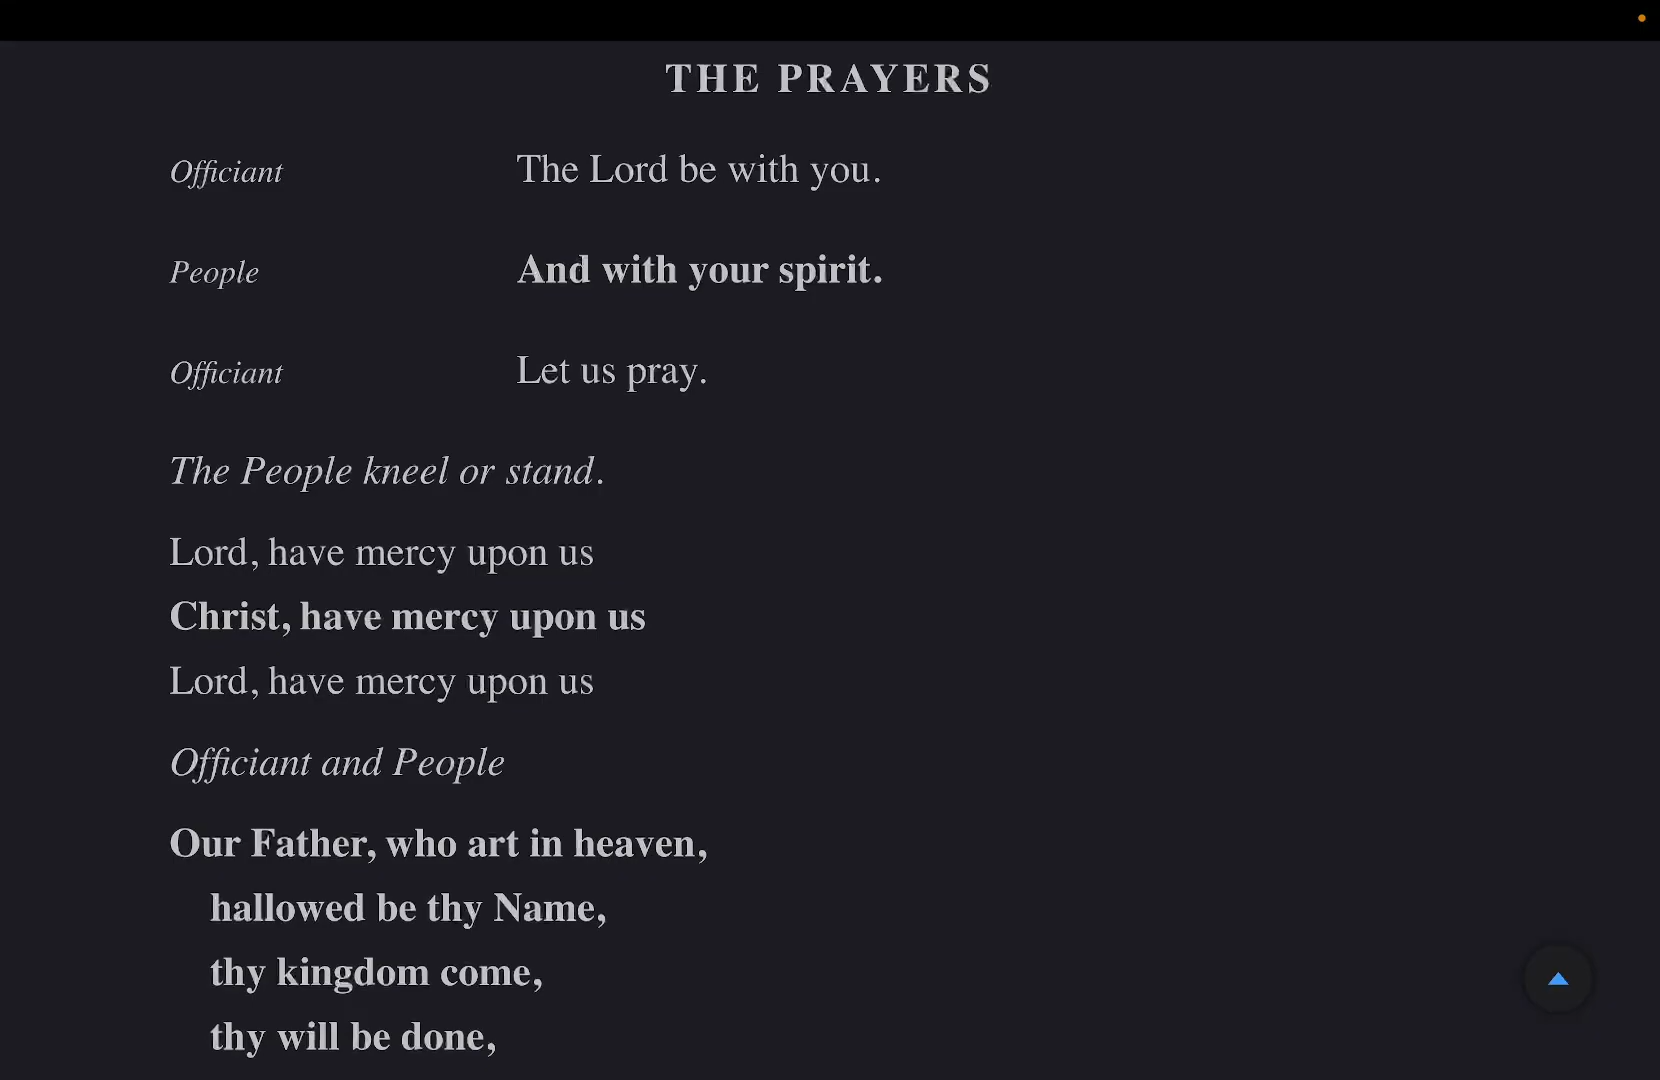 THE PRAYERS
Officiant The Lord be with you.
People And with your spirit.
Officiant Let us pray.
The People kneel or stand.
Lord, have mercy upon us
Christ, have mercy upon us
Lord, have mercy upon us
Officiant and People
Our Father, who art in heaven,
hallowed be thy Name,
thy kingdom come,
thy will be done,